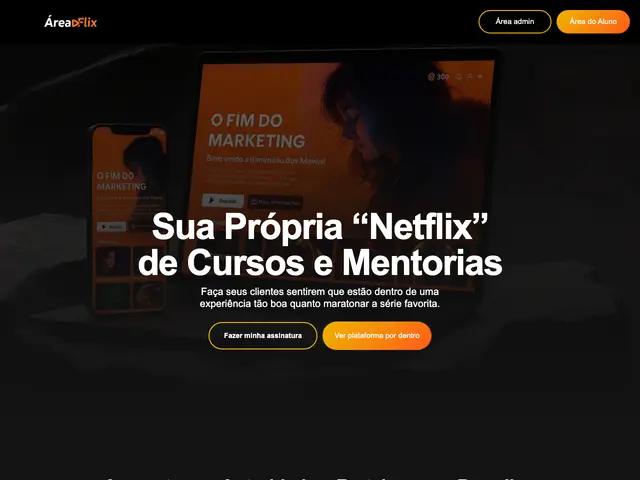 ÁreaFlix
Área admin
Área do Aluno
300
O FIM DO
MARKETING
O FIM DO
MARKETING
Sua Própria “Netflix”
de Cursos e Mentorias
Faça seus clientes sentirem que estão dentro de uma
experiência tão boa quanto maratonar a série favorita.
Fazer minha assinatura
Ver plataforma por dentro